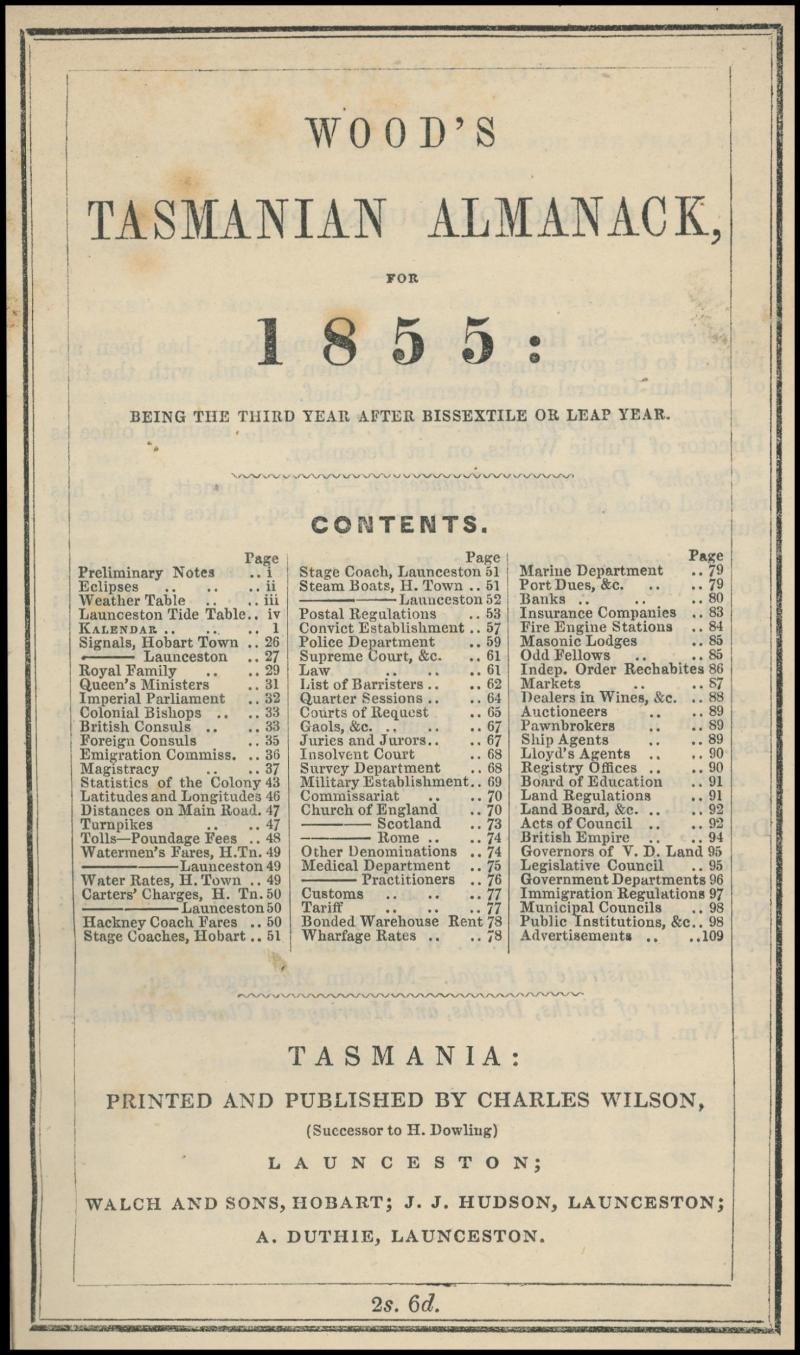 WOOD'S
TASMANIAN ALMANACK,
FOR
1855:
BEING THE THIRD YEAR AFTER BISSEXTILE OR LEAP YEAR.
CONTENTS.
Page
Preliminary Notes .. i
Eclipses .. .. .. ii
Weather Table .. .. iii
Launceston Tide Table.. iv
KALENDAR .. .. .. 1
Signals, Hobart Town .. 26
—— Launceston .. 27
Royal Family .. .. 29
Queen's Ministers .. 31
Imperial Parliament .. 32
Colonial Bishops .. .. 33
British Consuls .. .. 33
Foreign Consuls .. 35
Emigration Commiss. .. 36
Magistracy .. .. 37
Statistics of the Colony 43
Latitudes and Longitudes 46
Distances on Main Road. 47
Turnpikes .. .. 47
Tolls—Poundage Fees .. 48
Watermen's Fares, H.Tn. 49
—— Launceston 49
Water Rates, H. Town .. 49
Carters' Charges, H. Tn. 50
—— Launceston 50
Hackney Coach Fares .. 50
Stage Coaches, Hobart .. 51
Page
Stage Coach, Launceston 51
Steam Boats, H. Town .. 51
—— Launceston 52
Postal Regulations .. 53
Convict Establishment .. 57
Police Department .. 59
Supreme Court, &c. .. 61
Law .. .. .. 61
List of Barristers .. .. 62
Quarter Sessions .. .. 64
Courts of Request .. 65
Gaols, &c. .. .. .. 67
Juries and Jurors.. .. 67
Insolvent Court .. 68
Survey Department .. 68
Military Establishment.. 69
Commissariat .. .. 70
Church of England .. 70
—— Scotland .. 73
—— Rome .. .. 74
Other Denominations .. 74
Medical Department .. 75
—— Practitioners .. 76
Customs .. .. .. 77
Tariff .. .. .. 77
Bonded Warehouse Rent 78
Wharfage Rates .. .. 78
Page
Marine Department .. 79
Port Dues, &c. .. .. 79
Banks .. .. .. 80
Insurance Companies .. 83
Fire Engine Stations .. 84
Masonic Lodges .. 85
Odd Fellows .. .. 85
Indep. Order Rechabites 86
Markets .. .. 87
Dealers in Wines, &c. .. 88
Auctioneers .. .. 89
Pawnbrokers .. .. 89
Ship Agents .. .. 89
Lloyd's Agents .. .. 90
Registry Offices .. .. 90
Board of Education .. 91
Land Regulations .. 91
Land Board, &c. .. .. 92
Acts of Council .. .. 92
British Empire .. .. 94
Governors of V. D. Land 95
Legislative Council .. 95
Government Departments 96
Immigration Regulations 97
Municipal Councils .. 98
Public Institutions, &c.. 98
Advertisements .. ..109
TASMANIA:
PRINTED AND PUBLISHED BY CHARLES WILSON,
(Successor to H. Dowling)
LAUNCESTON;
WALCH AND SONS, HOBART; J. J. HUDSON, LAUNCESTON;
A. DUTHIE, LAUNCESTON.
2s. 6d.